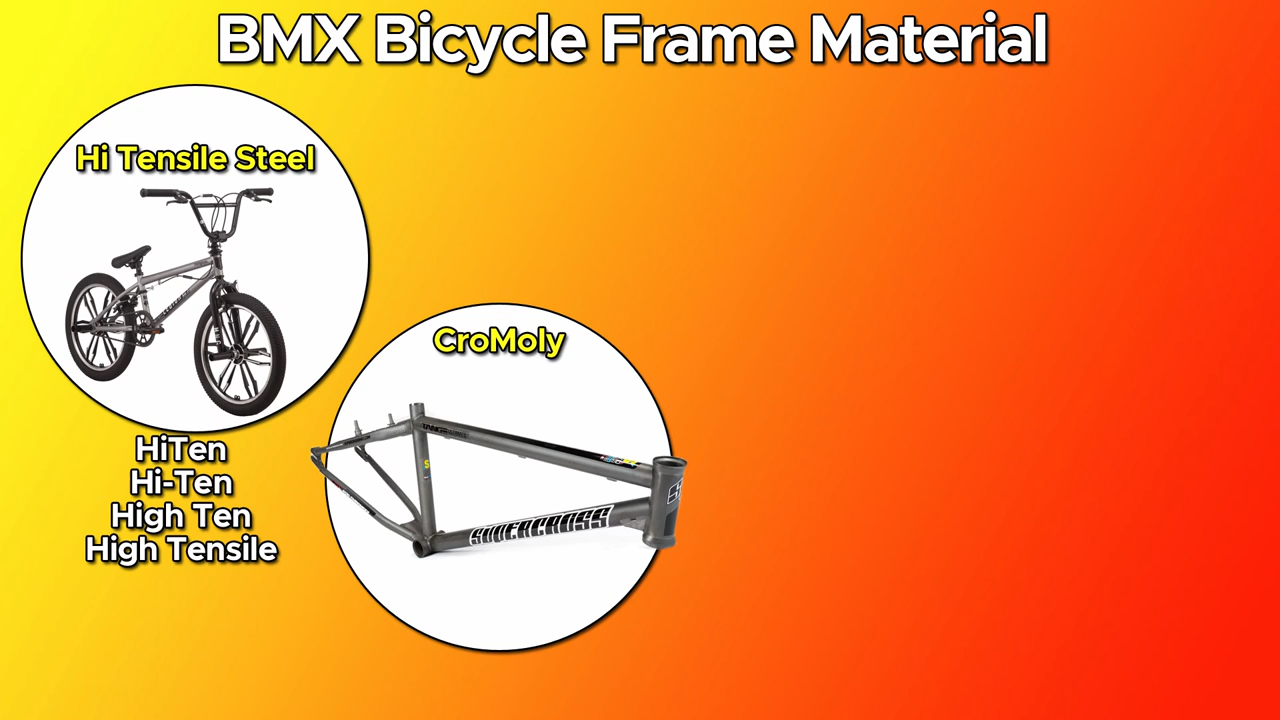 BMX Bicycle Frame Material
Hi Tensile Steel
HiTen
Hi-Ten
High Ten
High Tensile
CroMoly
SUPERCROSS